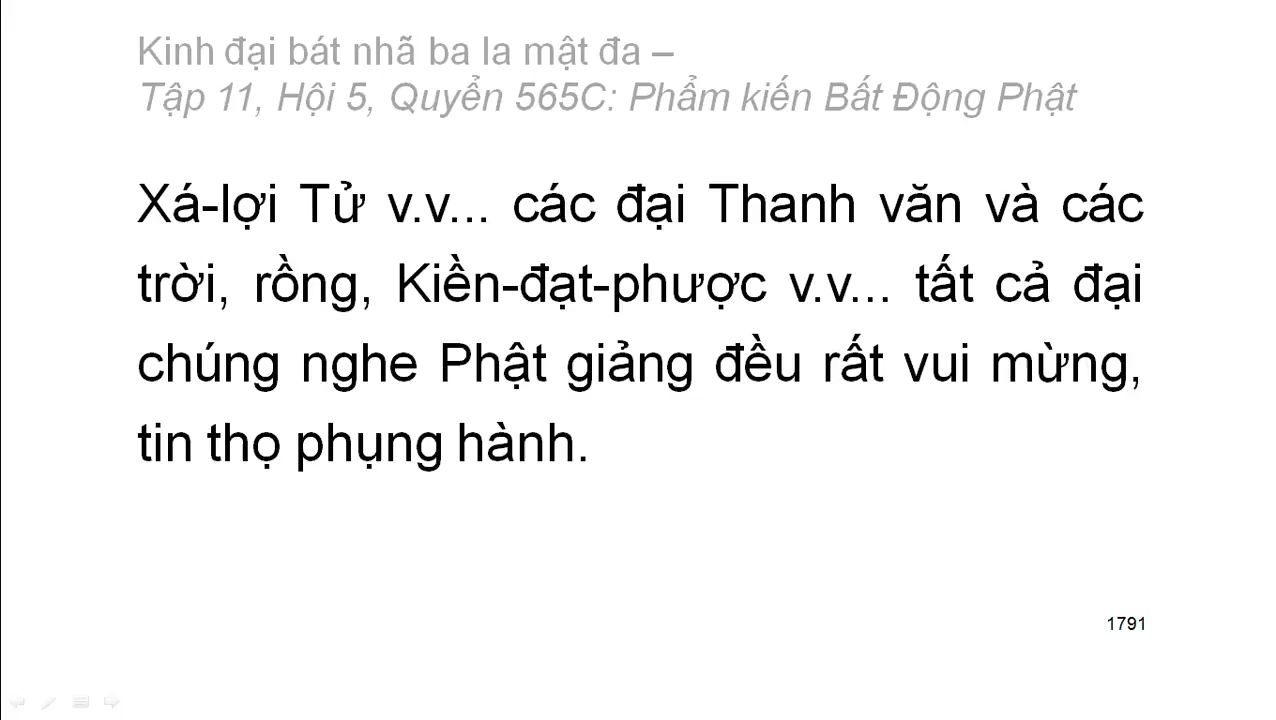 Kinh đại bát nhã ba la mật đa –
Tập 11, Hội 5, Quyển 565C: Phẩm kiến Bất Động Phật
Xá-lợi Tử v.v... các đại Thanh văn và các
trời, rồng, Kiền-đạt-phược v.v... tất cả đại
chúng nghe Phật giảng đều rất vui mừng,
tin thọ phụng hành.
1791